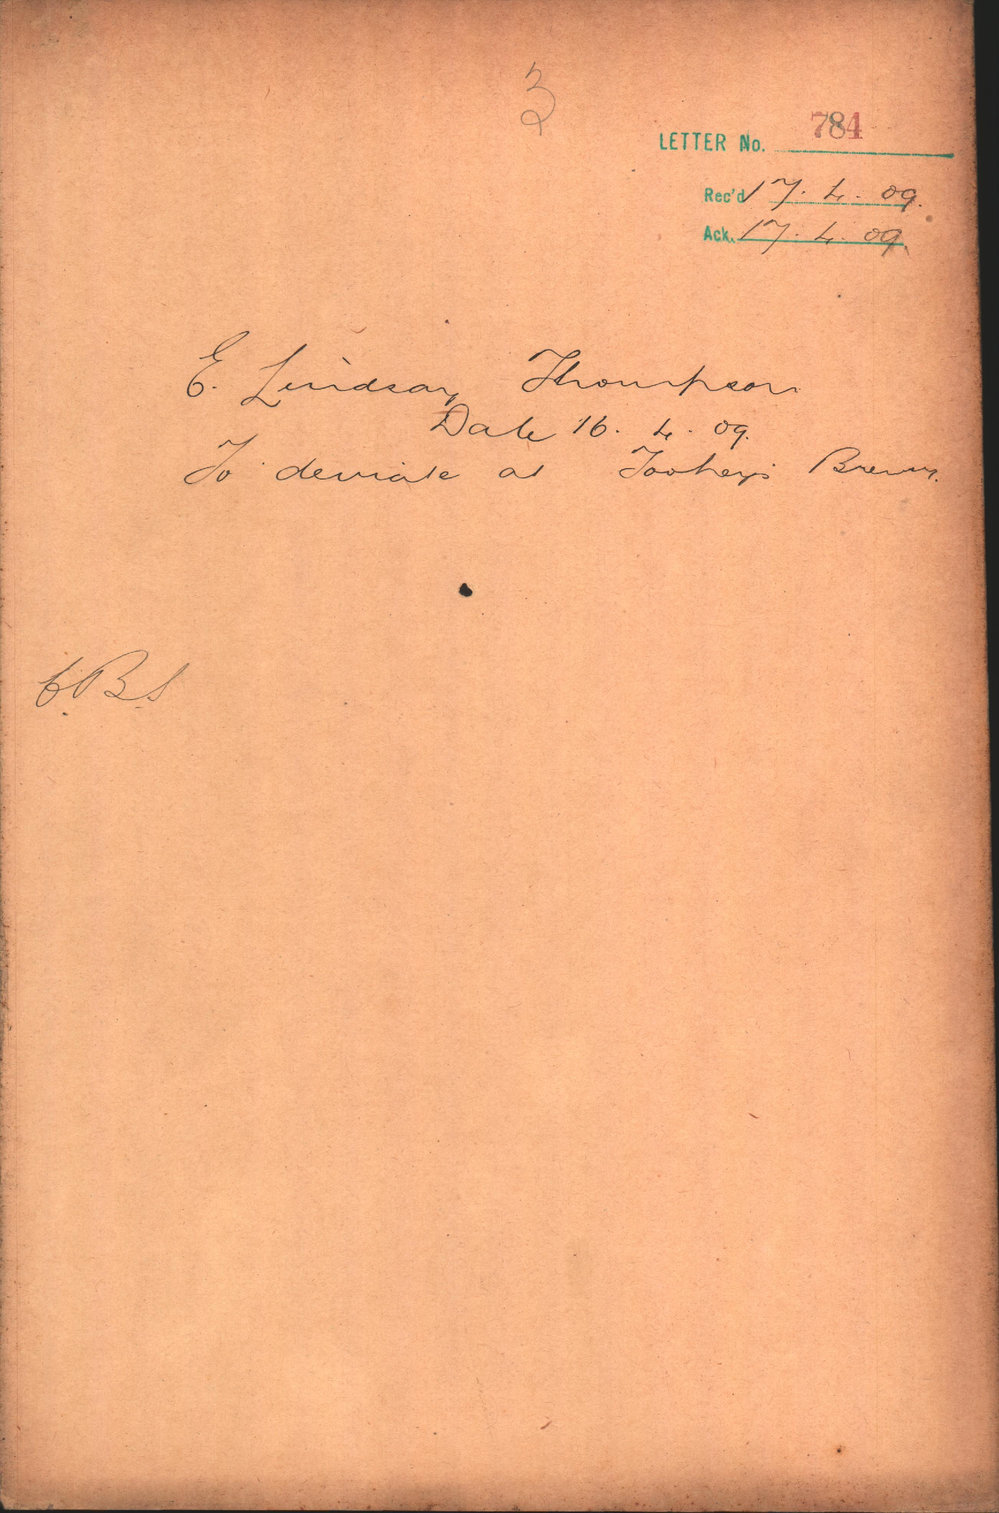 3
LETTER No. 784
Rec'd 17. 4. 09.
Ack. 17. 4. 09.
E. Lindsay Thompson
Date 16. 4. 09.
To deviate at Tooheys Brewy.
C.B.S